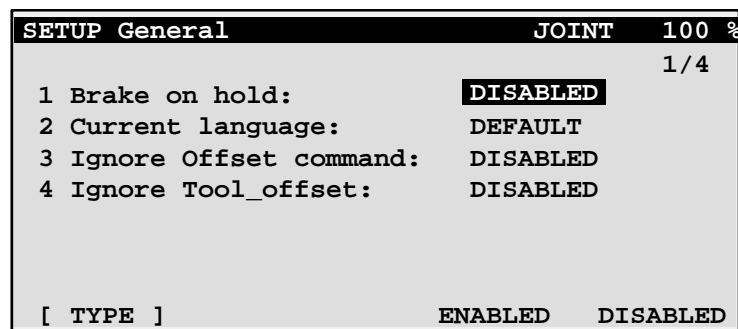 SETUP General JOINT 100 %
1/4
1 Brake on hold: DISABLED
2 Current language: DEFAULT
3 Ignore Offset command: DISABLED
4 Ignore Tool_offset: DISABLED
[ TYPE ] ENABLED DISABLED